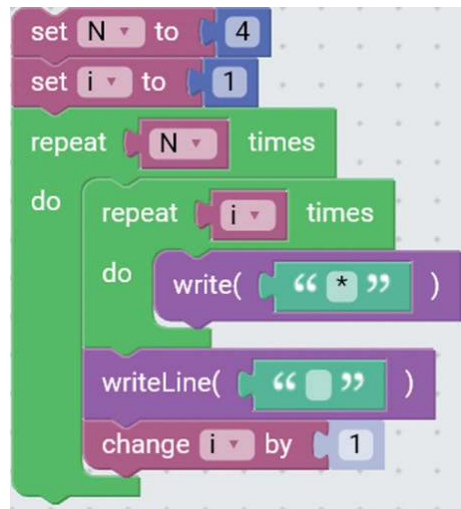 set N to 4
set i to 1
repeat N times
do repeat i times
do write( “ * ” )
writeLine( “ ” )
change i by 1